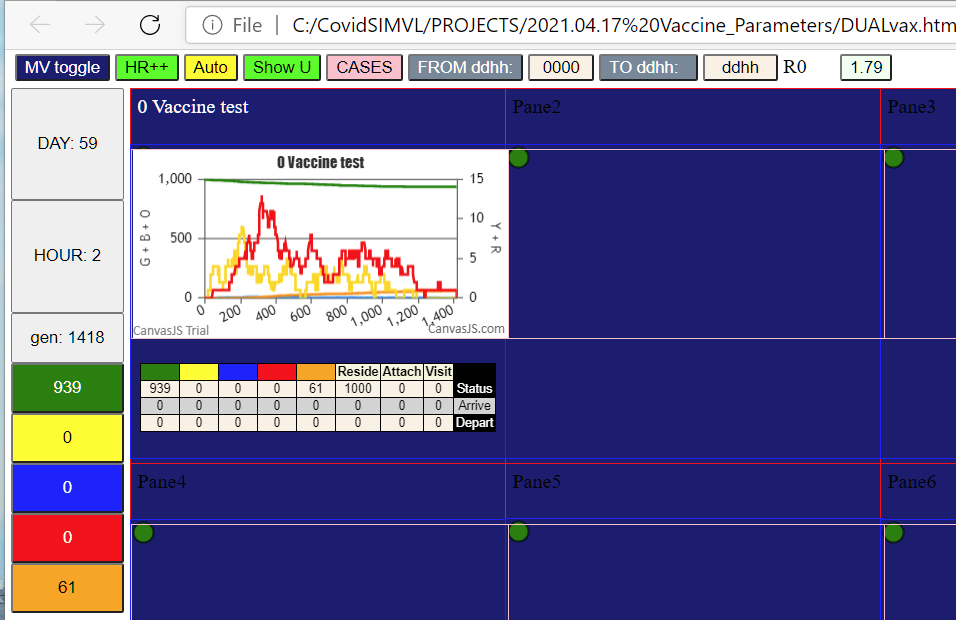 File | C:/CovidSIMVL/PROJECTS/2021.04.17%20Vaccine_Parameters/DUALvax.htm
MV toggle HR++ Auto Show U CASES FROM ddhh: 0000 TO ddhh: ddhh R0 1.79
DAY: 59
HOUR: 2
gen: 1418
939
0
0
0
61
0 Vaccine test Pane2 Pane3
0 Vaccine test
1,000
500
0
G + B + O
15
10
5
0
Y + R
0 200 400 600 800 1,000 1,200 1,400
CanvasJS Trial CanvasJS.com
Reside Attach Visit
939 0 0 0 61 1000 0 0 Status
0 0 0 0 0 0 0 0 Arrive
0 0 0 0 0 0 0 0 Depart
Pane4 Pane5 Pane6